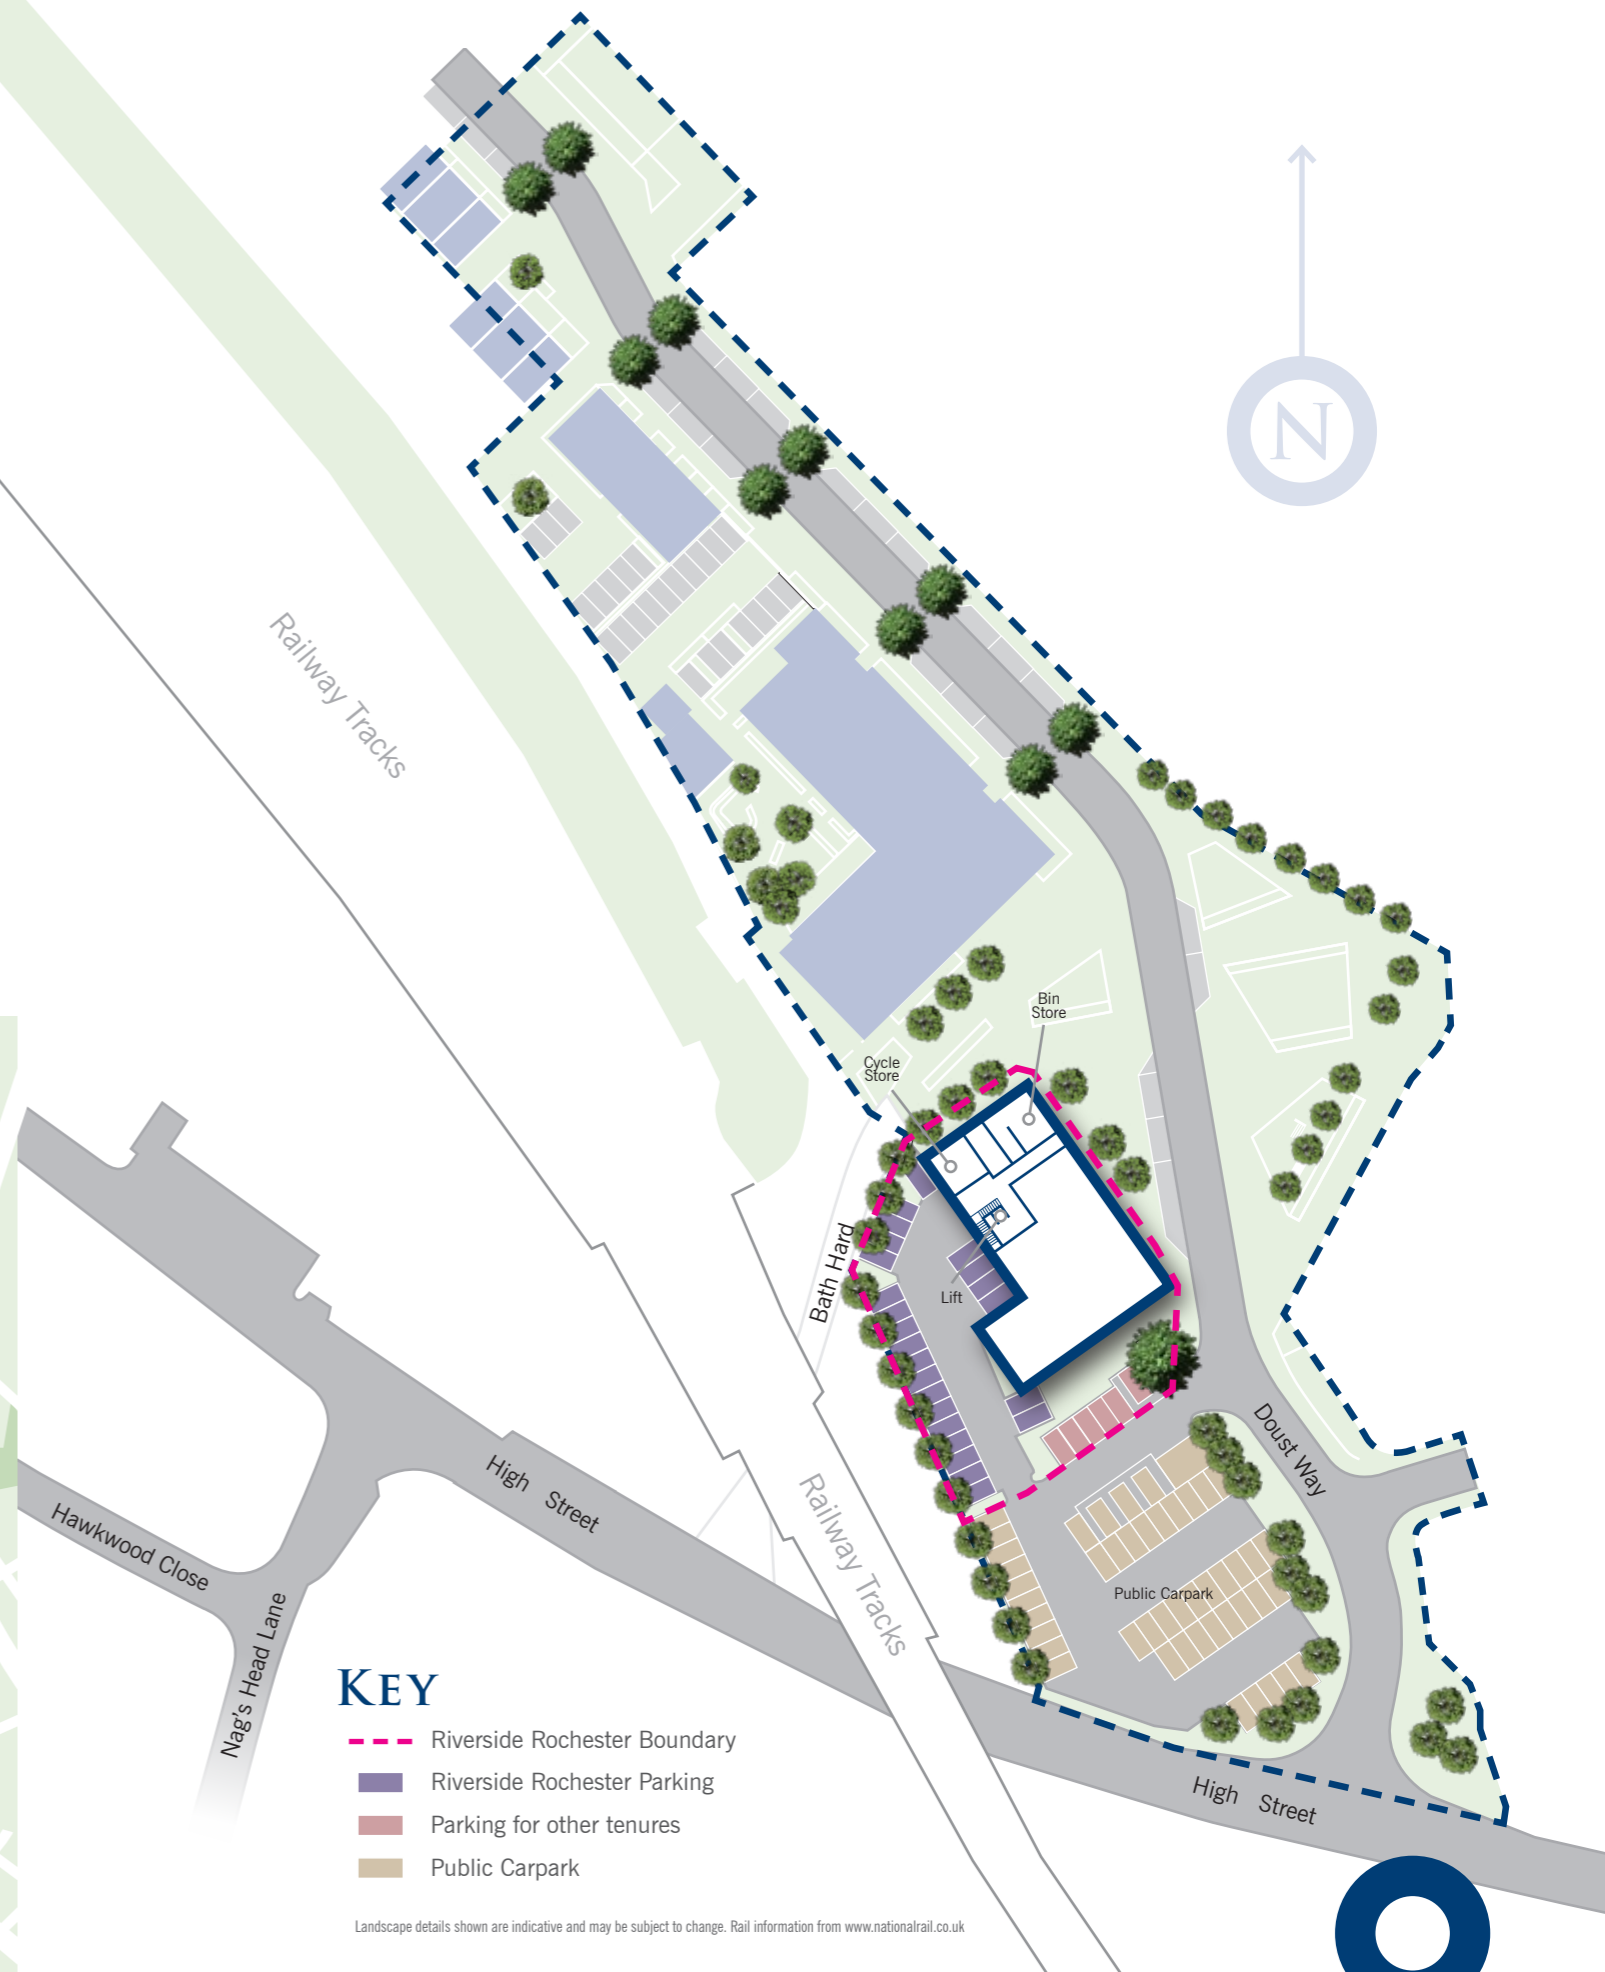 N
Railway Tracks
Bin
Store
Cycle
Store
Bath Hard
Lift
Doust Way
High Street
Hawkwood Close
Railway Tracks
Public Carpark
Nag's Head Lane
High Street
KEY
Riverside Rochester Boundary
Riverside Rochester Parking
Parking for other tenures
Public Carpark
Landscape details shown are indicative and may be subject to change. Rail information from www.nationalrail.co.uk